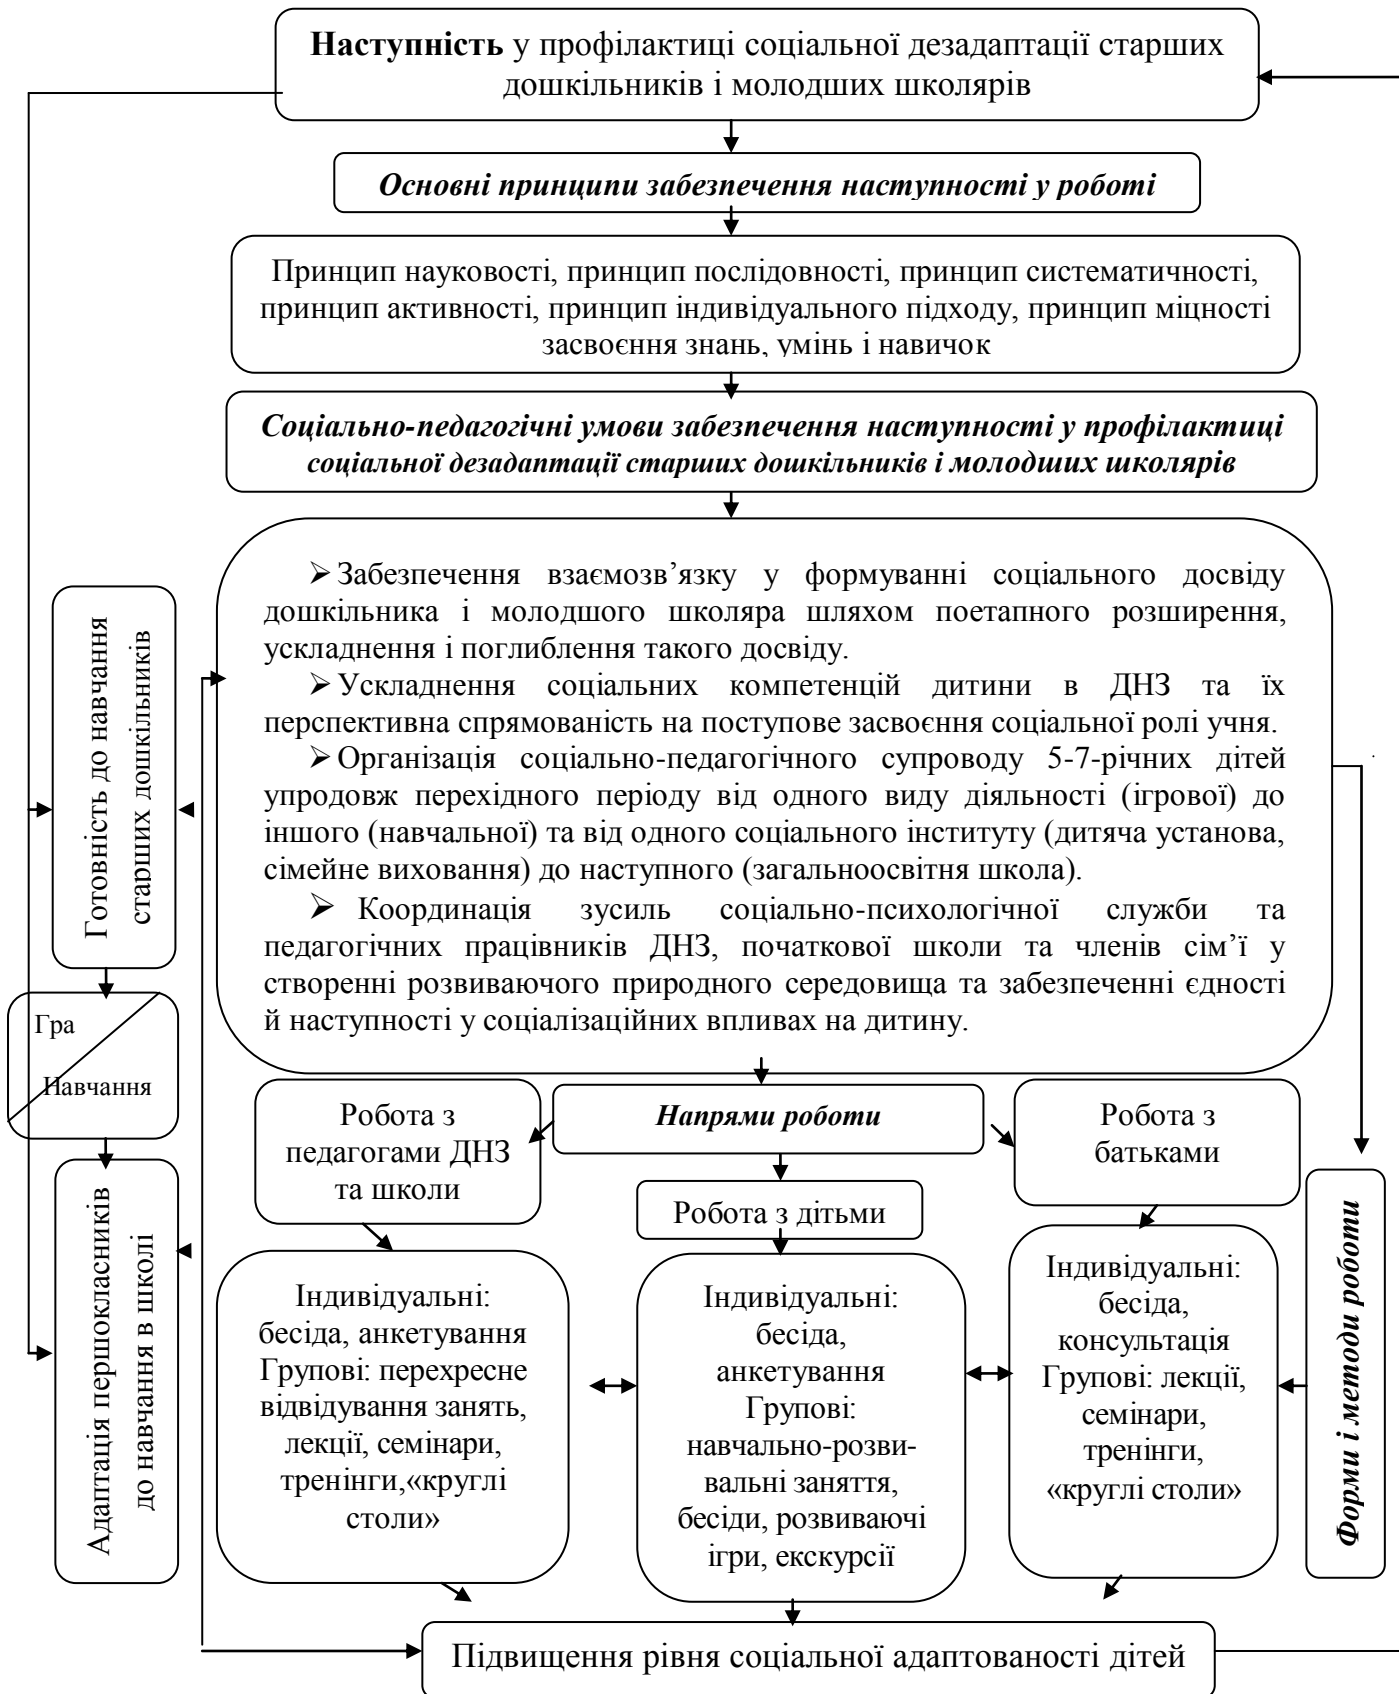 Наступність у профілактиці соціальної дезадаптації старших
дошкільників і молодших школярів
Основні принципи забезпечення наступності у роботі
Принцип науковості, принцип послідовності, принцип систематичності,
принцип активності, принцип індивідуального підходу, принцип міцності
засвоєння знань, умінь і навичок
Соціально-педагогічні умови забезпечення наступності у профілактиці
соціальної дезадаптації старших дошкільників і молодших школярів
➢ Забезпечення взаємозв’язку у формуванні соціального досвіду
дошкільника і молодшого школяра шляхом поетапного розширення,
ускладнення і поглиблення такого досвіду.
➢ Ускладнення соціальних компетенцій дитини в ДНЗ та їх
перспективна спрямованість на поступове засвоєння соціальної ролі учня.
➢ Організація соціально-педагогічного супроводу 5-7-річних дітей
упродовж перехідного періоду від одного виду діяльності (ігрової) до
іншого (навчальної) та від одного соціального інституту (дитяча установа,
сімейне виховання) до наступного (загальноосвітня школа).
➢ Координація зусиль соціально-психологічної служби та
педагогічних працівників ДНЗ, початкової школи та членів сім’ї у
створенні розвиваючого природного середовища та забезпеченні єдності
й наступності у соціалізаційних впливах на дитину.
Готовність до навчання
старших дошкільників
Гра
Навчання
Адаптація першокласників
до навчання в школі
Напрями роботи
Робота з
педагогами ДНЗ
та школи
Робота з дітьми
Робота з
батьками
Індивідуальні:
бесіда, анкетування
Групові: перехресне
відвідування занять,
лекції, семінари,
тренінги,«круглі
столи»
Індивідуальні:
бесіда,
анкетування
Групові:
навчально-розви-
вальні заняття,
бесіди, розвиваючі
ігри, екскурсії
Індивідуальні:
бесіда,
консультація
Групові: лекції,
семінари,
тренінги,
«круглі столи»
Форми і методи роботи
Підвищення рівня соціальної адаптованості дітей